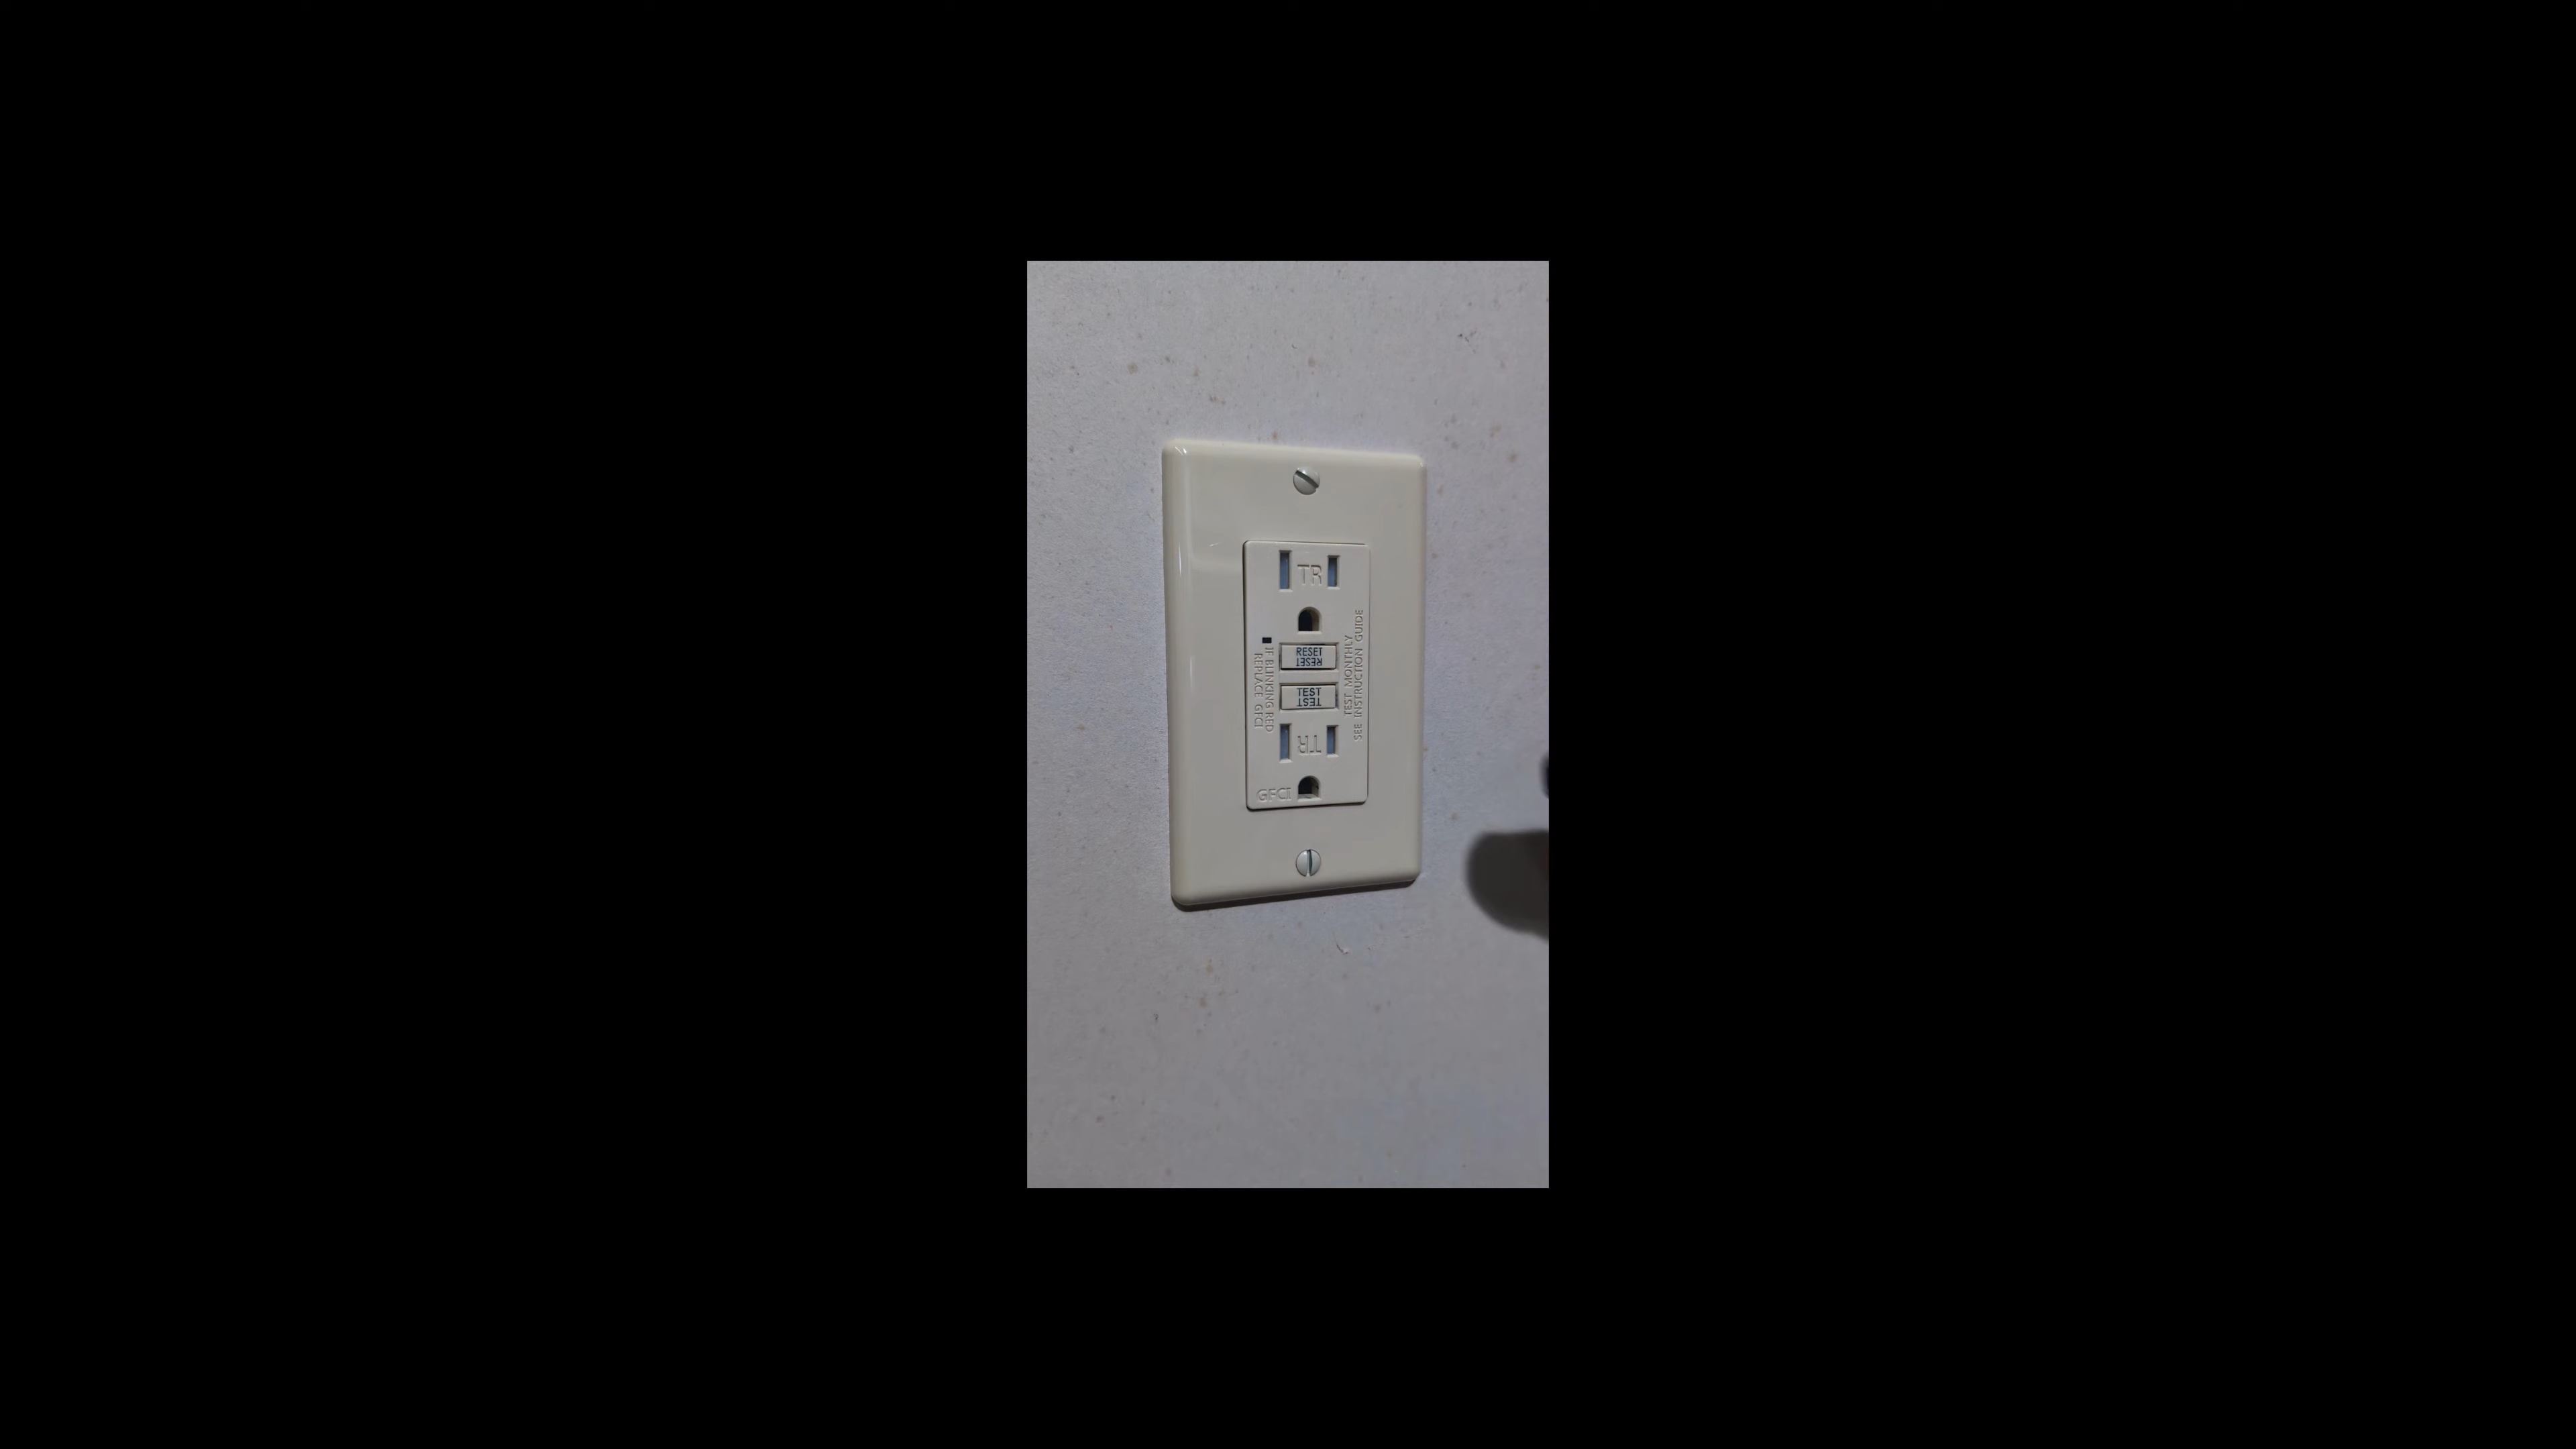 TR
RESET
RESET
TEST
TEST
IF BLINKING RED
REPLACE GFCI
TEST MONTHLY
SEE INSTRUCTION GUIDE
TR
GFCI